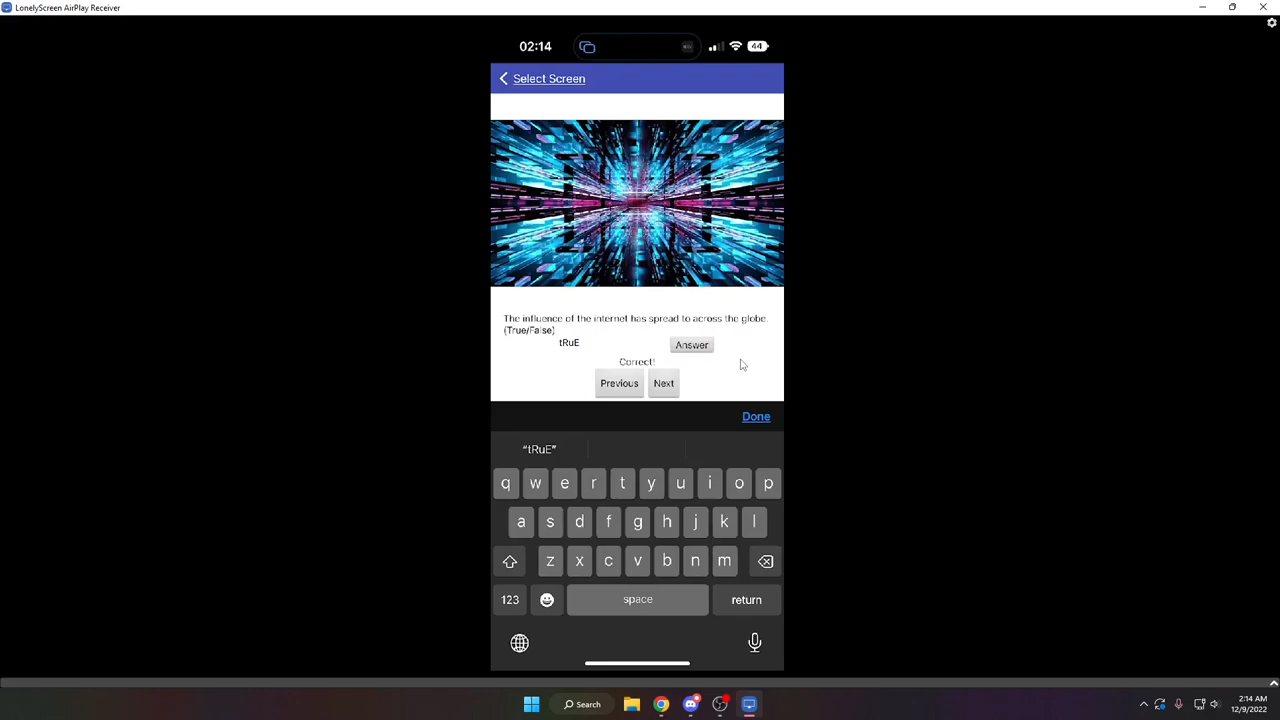 LonelyScreen AirPlay Receiver
02:14
44
Select Screen
The influence of the internet has spread to across the globe.
(True/False)
tRuE
Answer
Correct!
Previous Next
Done
“tRuE”
q w e r t y u i o p
a s d f g h j k l
z x c v b n m
123 space return
Search
2:14 AM
12/9/2022